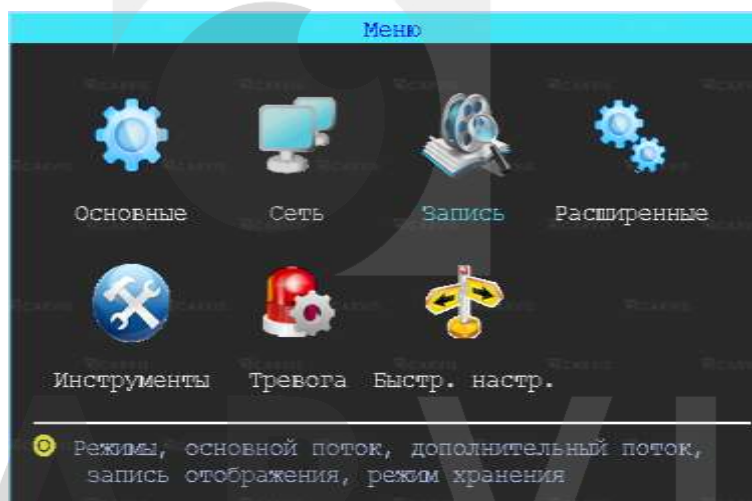 Меню
Основные Сеть Запись Расширенные
Инструменты Тревога Быстр. настр.
Режимы, основной поток, дополнительный поток,
запись отображения, режим хранения